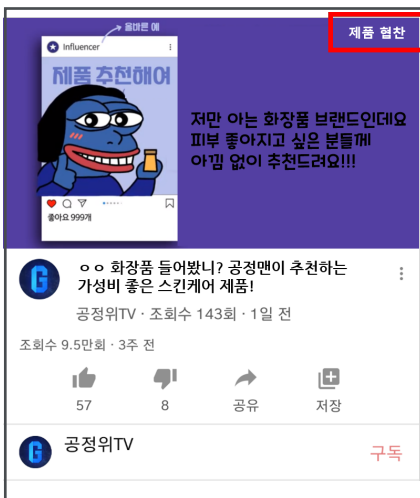 올바른 예
제품 협찬
Influencer
제품 추천해여
저만 아는 화장품 브랜드인데요
피부 좋아지고 싶은 분들께
아낌 없이 추천드려요!!!
좋아요 999개
G
ㅇㅇ 화장품 들어봤니? 공정맨이 추천하는
가성비 좋은 스킨케어 제품!
공정위TV · 조회수 143회 · 1일 전
조회수 9.5만회 · 3주 전
57
8
공유
저장
G
공정위TV
구독